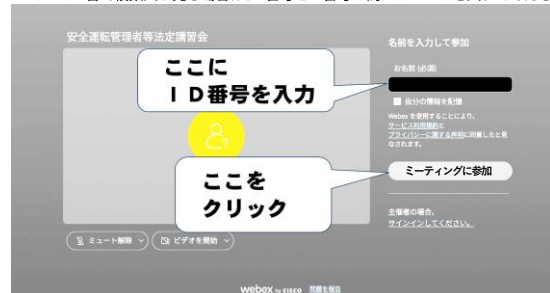 安全運転管理者等法定講習会
名前を入力して参加
お名前 (必須)
ここに
ID番号を入力
自分の情報を記憶
Webex を使用することにより、
サービス利用規約と
プライバシーに関する声明に同意したと見
なされます。
ミーティングに参加
ここを
クリック
主催者の場合、
サインインしてください。
ミュート解除
ビデオを開始
webex by CISCO 問題を報告